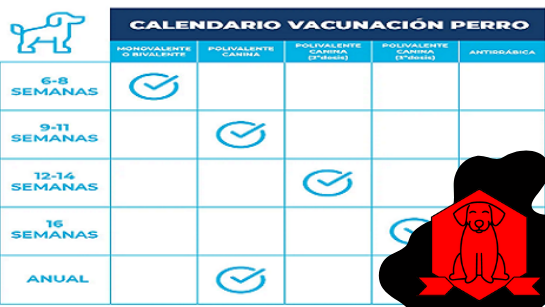 CALENDARIO VACUNACIÓN PERRO
MONOVALENTE
O BIVALENTE
POLIVALENTE
CANINA
POLIVALENTE
CANINA
(2ªdosis)
POLIVALENTE
CANINA
(3ªdosis)
ANTIRRÁBICA
6-8
SEMANAS
9-11
SEMANAS
12-14
SEMANAS
16
SEMANAS
ANUAL